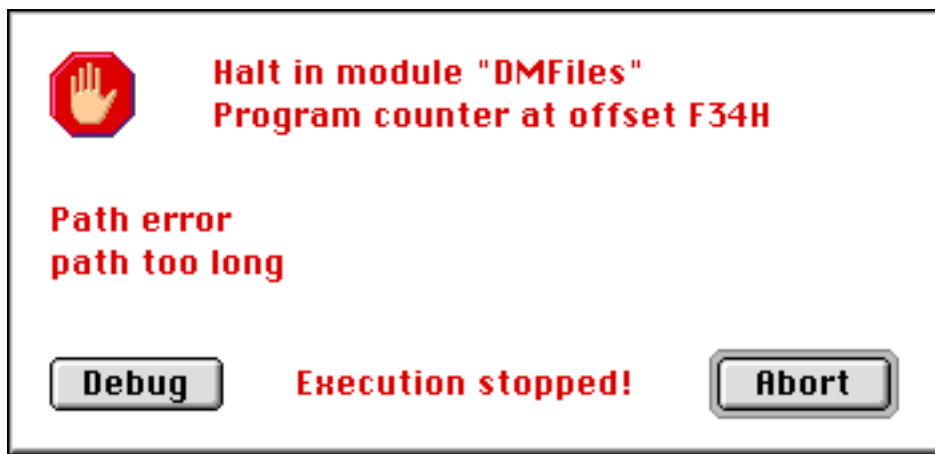 Halt in module "DMFiles"
Program counter at offset F34H
Path error
path too long
Debug
Execution stopped!
Abort